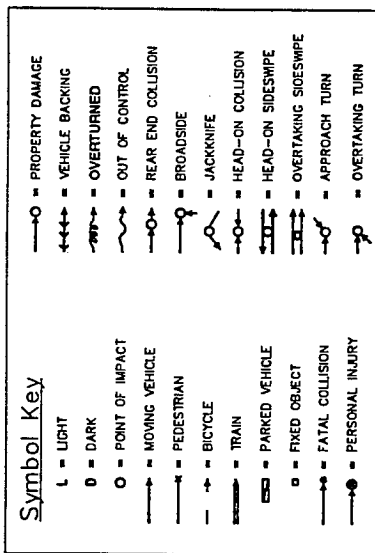 Symbol Key
L = LIGHT
D = DARK
= POINT OF IMPACT
= MOVING VEHICLE
= PEDESTRIAN
= BICYCLE
= TRAIN
= PARKED VEHICLE
= FIXED OBJECT
= FATAL COLLISION
= PERSONAL INJURY
= PROPERTY DAMAGE
= VEHICLE BACKING
= OVERTURNED
= OUT OF CONTROL
= REAR END COLLISION
= BROADSIDE
= JACKKNIFE
= HEAD-ON COLLISION
= HEAD-ON SIDESWIPE
= OVERTAKING SIDESWIPE
= APPROACH TURN
= OVERTAKING TURN